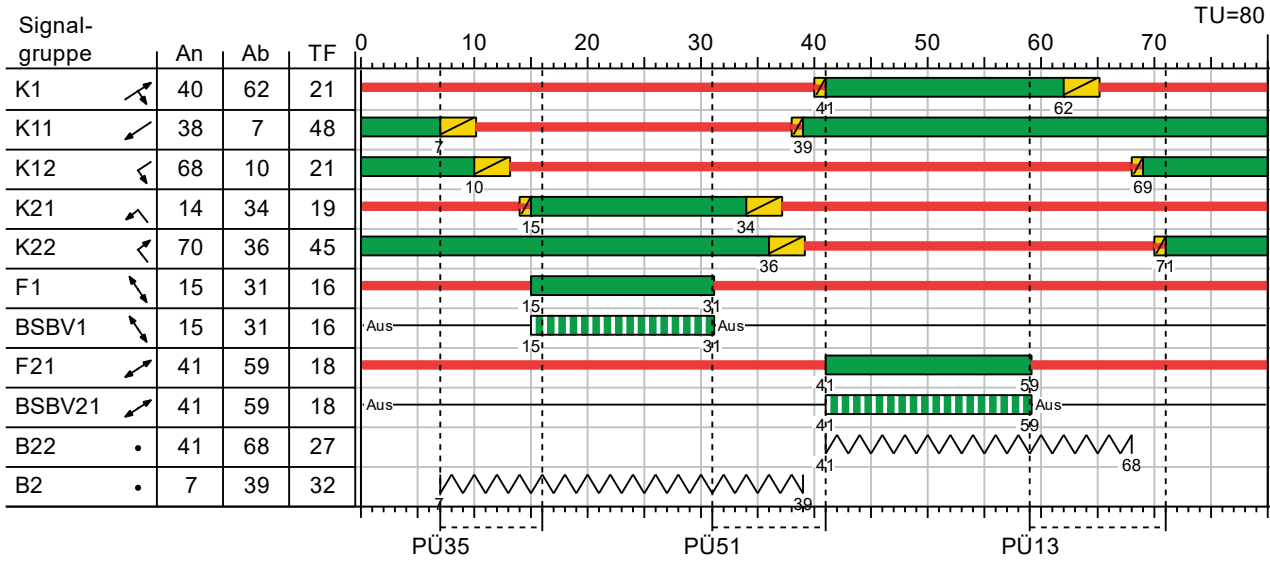 TU=80
Signal-
gruppe An Ab TF 0 10 20 30 40 50 60 70
K1 40 62 21
41 62
K11 38 7 48
7 39
K12 68 10 21
10 69
K21 14 34 19
15 34
K22 70 36 45
36 71
F1 15 31 16
15 31
BSBV1 15 31 16 Aus Aus
15 31
F21 41 59 18
41 59
BSBV21 41 59 18 Aus Aus
41 59
B22 41 68 27
41 68
B2 7 39 32
7 39
PÜ35 PÜ51 PÜ13